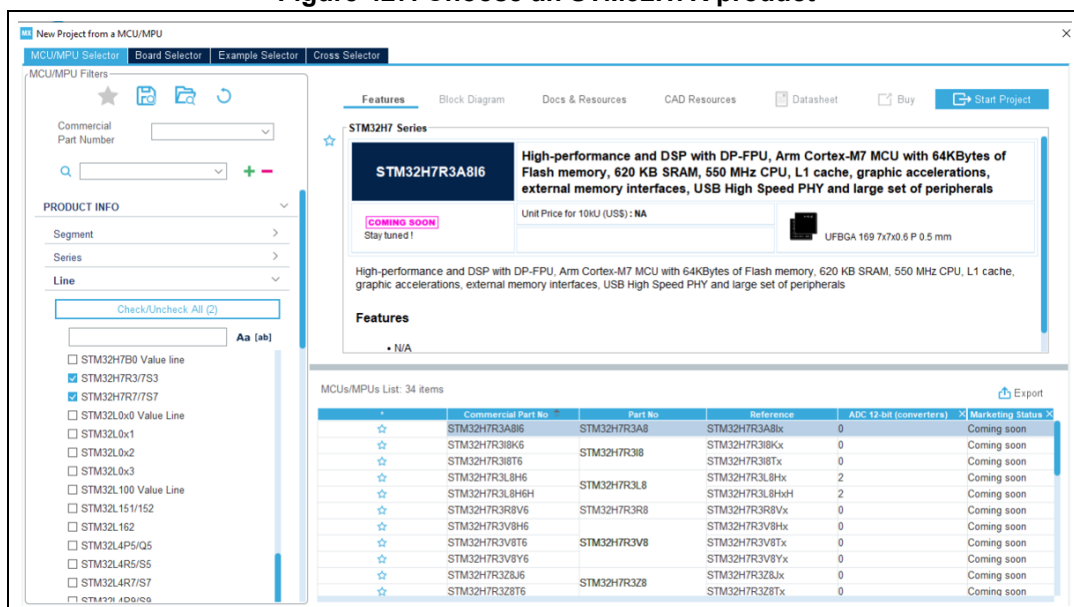 New Project from a MCU/MPU
MCU/MPU Selector Board Selector Example Selector Cross Selector
MCU/MPU Filters
Commercial
Part Number
PRODUCT INFO
Segment
Series
Line
Check/Uncheck All (2)
Aa [ab]
STM32H7B0 Value line
STM32H7R3/7S3
STM32H7R7/7S7
STM32L0x0 Value Line
STM32L0x1
STM32L0x2
STM32L0x3
STM32L100 Value Line
STM32L151/152
STM32L162
STM32L4P5/Q5
STM32L4R5/S5
STM32L4R7/S7
STM32L4R9/S9
Features Block Diagram Docs & Resources CAD Resources Datasheet Buy Start Project
STM32H7 Series
STM32H7R3A8I6
High-performance and DSP with DP-FPU, Arm Cortex-M7 MCU with 64KBytes of
Flash memory, 620 KB SRAM, 550 MHz CPU, L1 cache, graphic accelerations,
external memory interfaces, USB High Speed PHY and large set of peripherals
COMING SOON
Stay tuned !
Unit Price for 10kU (US$) : NA
UFBGA 169 7x7x0.6 P 0.5 mm
High-performance and DSP with DP-FPU, Arm Cortex-M7 MCU with 64KBytes of Flash memory, 620 KB SRAM, 550 MHz CPU, L1 cache,
graphic accelerations, external memory interfaces, USB High Speed PHY and large set of peripherals
Features
• N/A
MCUs/MPUs List: 34 items
Export
* Commercial Part No Part No Reference ADC 12-bit (converters) Marketing Status
STM32H7R3A8I6 STM32H7R3A8 STM32H7R3A8Ix 0 Coming soon
STM32H7R3I8K6 STM32H7R3I8 STM32H7R3I8Kx 0 Coming soon
STM32H7R3I8T6 STM32H7R3I8Tx 0 Coming soon
STM32H7R3L8H6 STM32H7R3L8 STM32H7R3L8Hx 2 Coming soon
STM32H7R3L8H6H STM32H7R3L8HxH 2 Coming soon
STM32H7R3R8V6 STM32H7R3R8 STM32H7R3R8Vx 0 Coming soon
STM32H7R3V8H6 STM32H7R3V8Hx 0 Coming soon
STM32H7R3V8T6 STM32H7R3V8 STM32H7R3V8Tx 0 Coming soon
STM32H7R3V8Y6 STM32H7R3V8Yx 0 Coming soon
STM32H7R3Z8J6 STM32H7R3Z8 STM32H7R3Z8Jx 0 Coming soon
STM32H7R3Z8T6 STM32H7R3Z8Tx 0 Coming soon